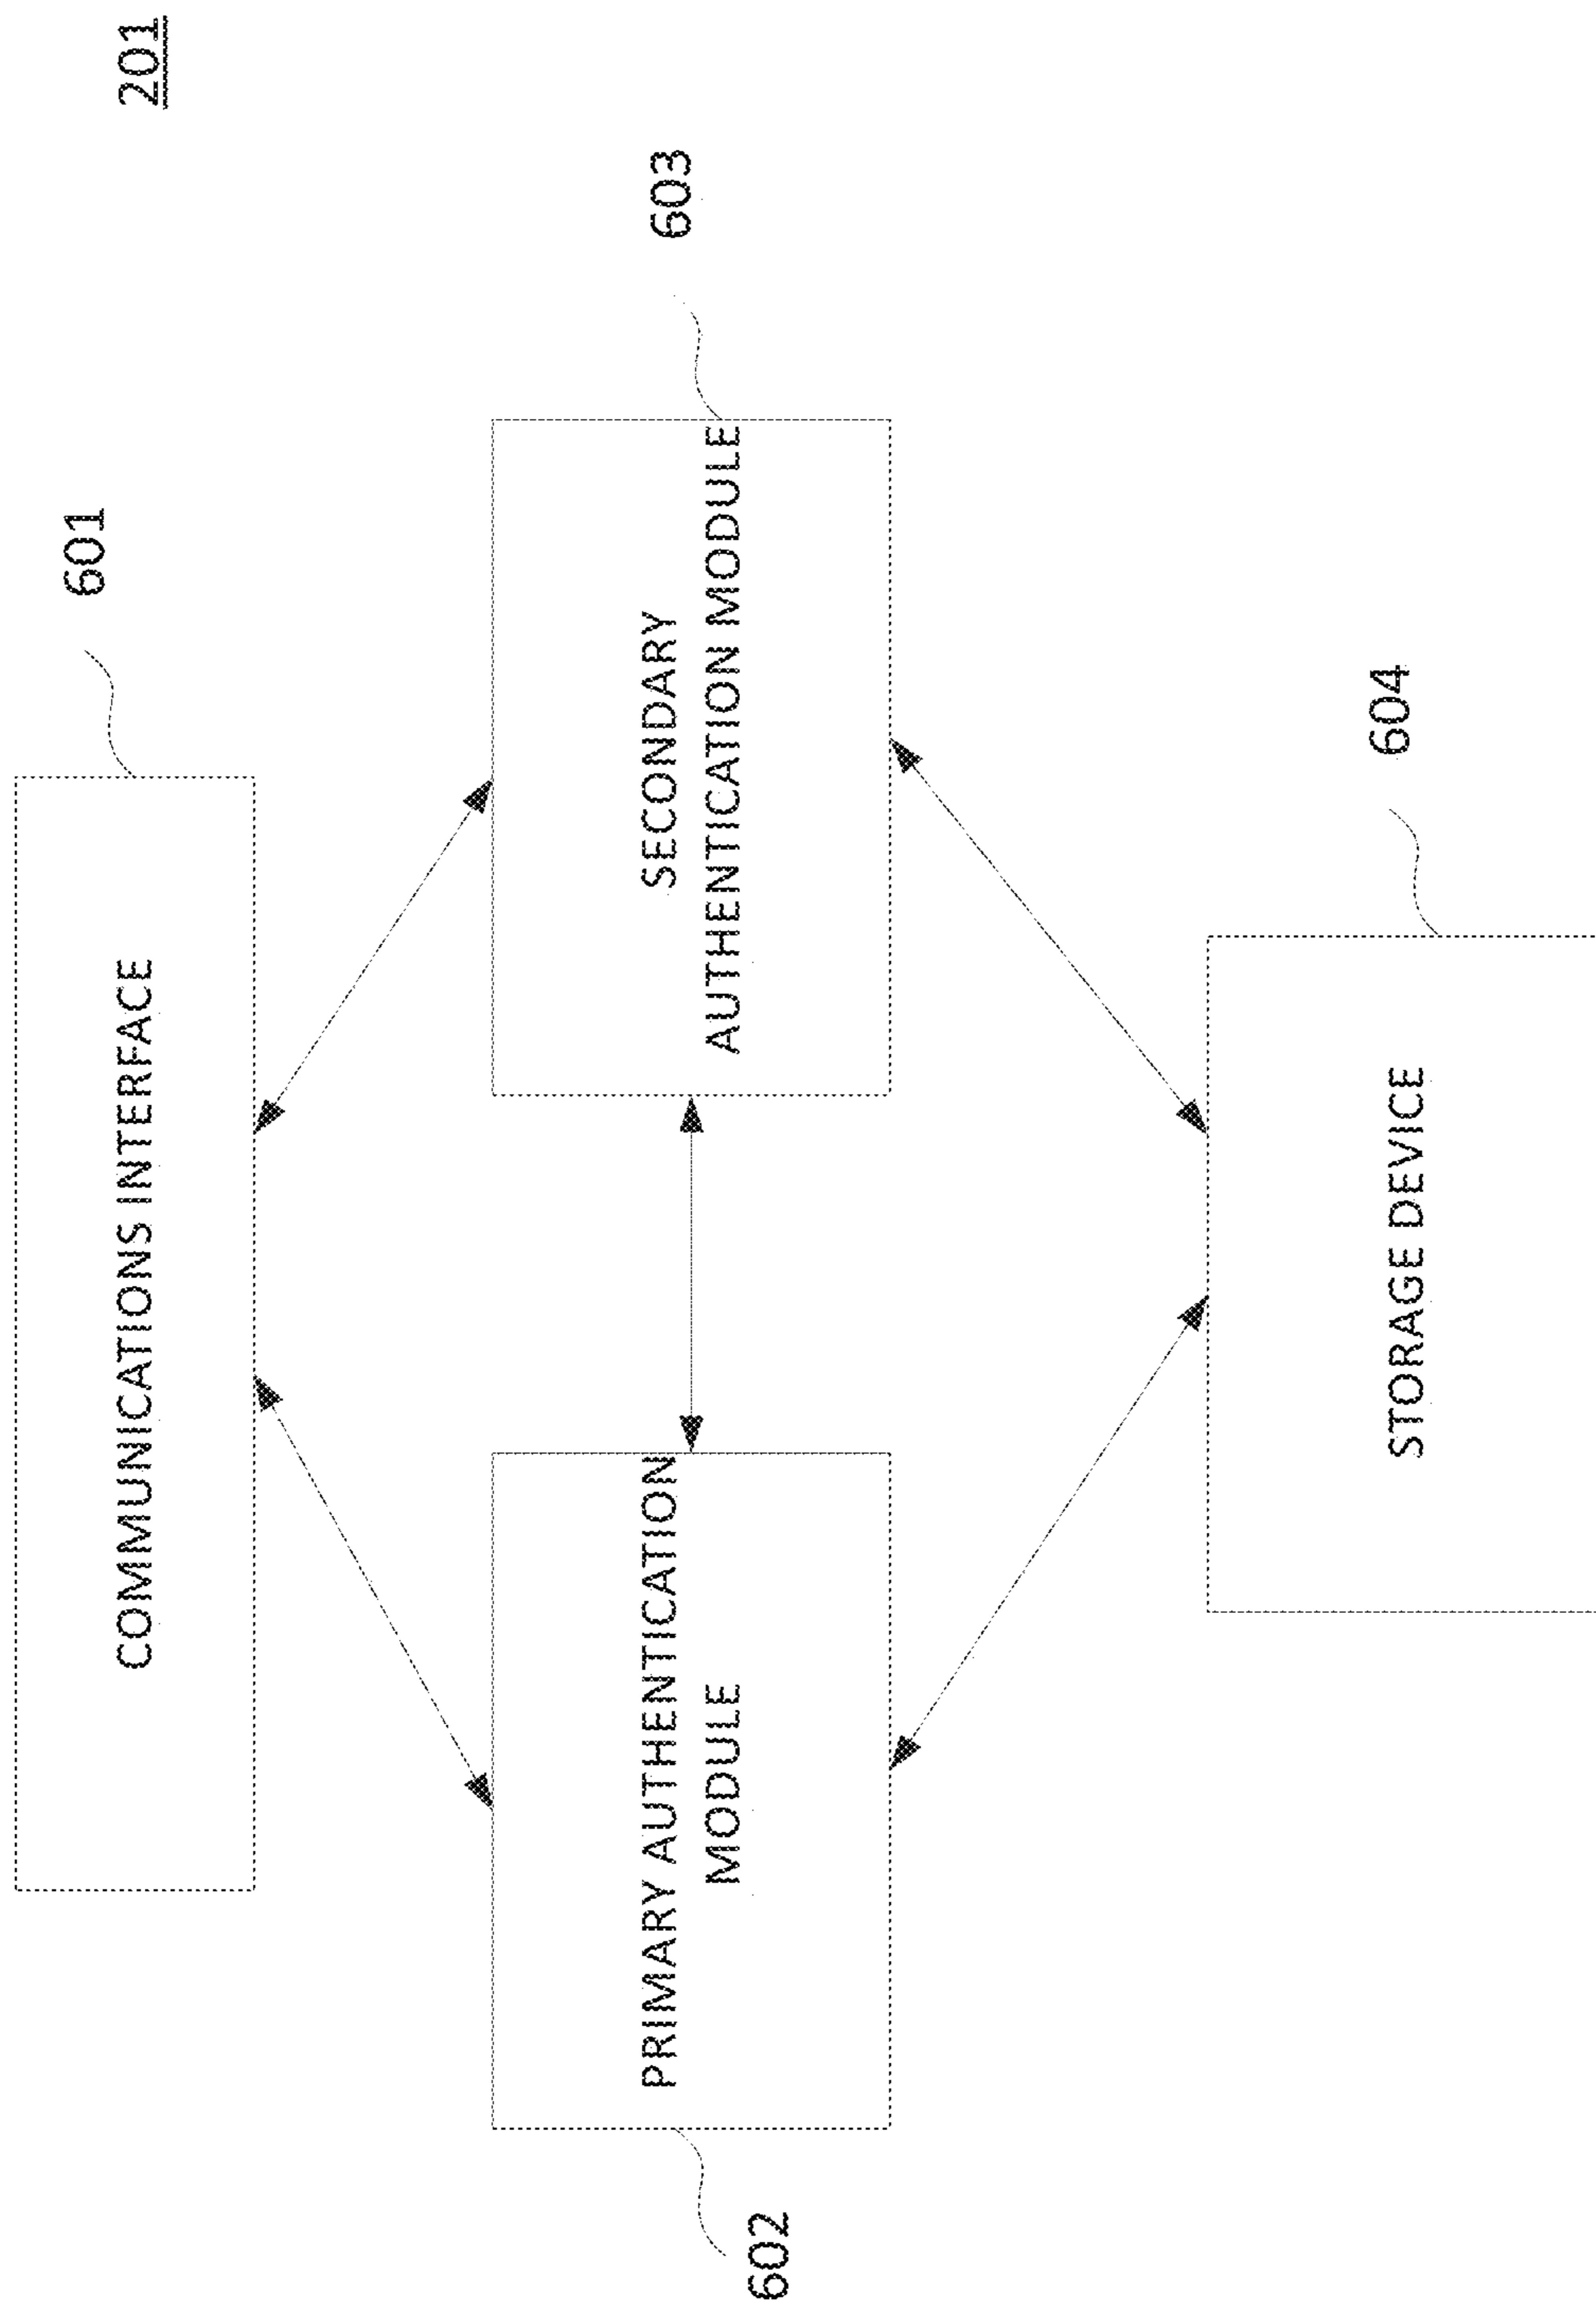 201
601
COMMUNICATIONS INTERFACE
602
PRIMARY AUTHENTICATION
MODULE
603
SECONDARY
AUTHENTICATION MODULE
604
STORAGE DEVICE